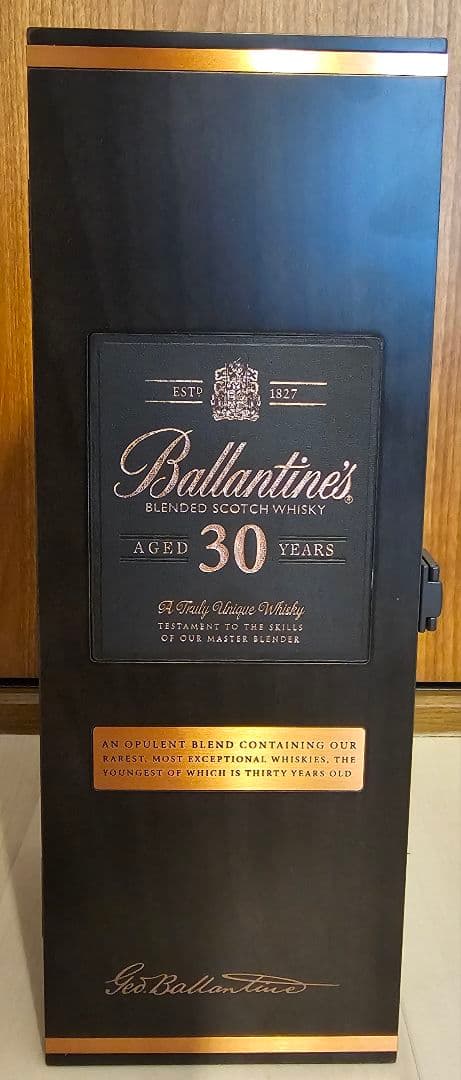 ESTD 1827
Ballantine's®
BLENDED SCOTCH WHISKY
AGED 30 YEARS
A Truly Unique Whisky
TESTAMENT TO THE SKILLS
OF OUR MASTER BLENDER
AN OPULENT BLEND CONTAINING OUR
RAREST, MOST EXCEPTIONAL WHISKIES, THE
YOUNGEST OF WHICH IS THIRTY YEARS OLD
Geo. Ballantine